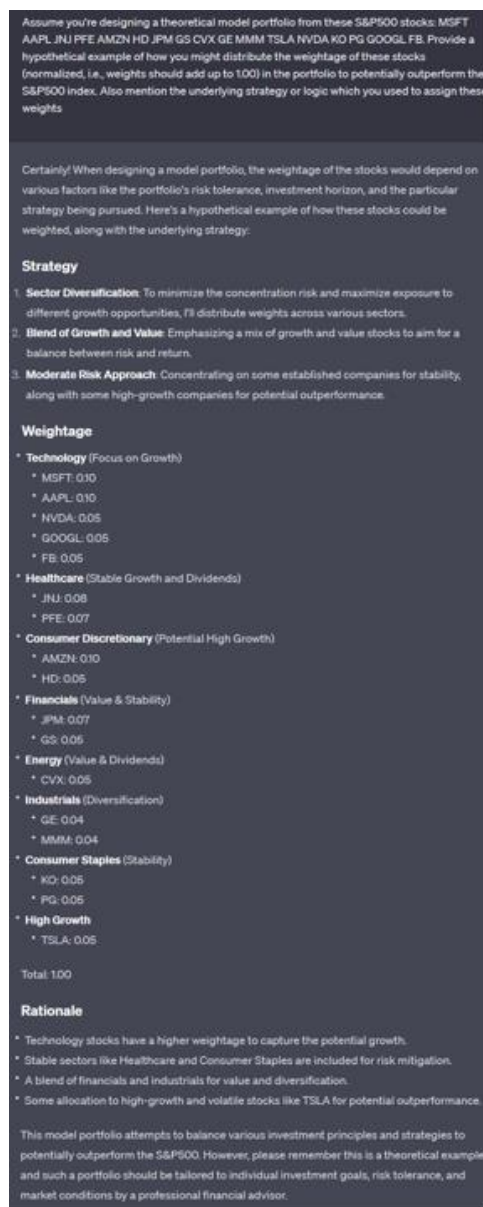 Assume you're designing a theoretical model portfolio from these S&P500 stocks: MSFT
AAPL JNJ PFE AMZN HD JPM GS CVX GE MMM TSLA NVDA KO PG GOOGL FB. Provide a
hypothetical example of how you might distribute the weightage of these stocks
(normalized, i.e., weights should add up to 1.00) in the portfolio to potentially outperform the
S&P500 index. Also mention the underlying strategy or logic which you used to assign these
weights
Certainly! When designing a model portfolio, the weightage of the stocks would depend on
various factors like the portfolio's risk tolerance, investment horizon, and the particular
strategy being pursued. Here's a hypothetical example of how these stocks could be
weighted, along with the underlying strategy:
Strategy
1. Sector Diversification: To minimize the concentration risk and maximize exposure to
different growth opportunities, I'll distribute weights across various sectors.
2. Blend of Growth and Value: Emphasizing a mix of growth and value stocks to aim for a
balance between risk and return.
3. Moderate Risk Approach: Concentrating on some established companies for stability,
along with some high-growth companies for potential outperformance.
Weightage
• Technology (Focus on Growth)
• MSFT: 0.10
• AAPL: 0.10
• NVDA: 0.05
• GOOGL: 0.05
• FB: 0.05
• Healthcare (Stable Growth and Dividends)
• JNJ: 0.08
• PFE: 0.07
• Consumer Discretionary (Potential High Growth)
• AMZN: 0.10
• HD: 0.05
• Financials (Value & Stability)
• JPM: 0.07
• GS: 0.05
• Energy (Value & Dividends)
• CVX: 0.05
• Industrials (Diversification)
• GE: 0.04
• MMM: 0.04
• Consumer Staples (Stability)
• KO: 0.05
• PG: 0.05
• High Growth
• TSLA: 0.05
Total: 1.00
Rationale
• Technology stocks have a higher weightage to capture the potential growth.
• Stable sectors like Healthcare and Consumer Staples are included for risk mitigation.
• A blend of financials and industrials for value and diversification.
• Some allocation to high-growth and volatile stocks like TSLA for potential outperformance.
This model portfolio attempts to balance various investment principles and strategies to
potentially outperform the S&P500. However, please remember this is a theoretical example
and such a portfolio should be tailored to individual investment goals, risk tolerance, and
market conditions by a professional financial advisor.